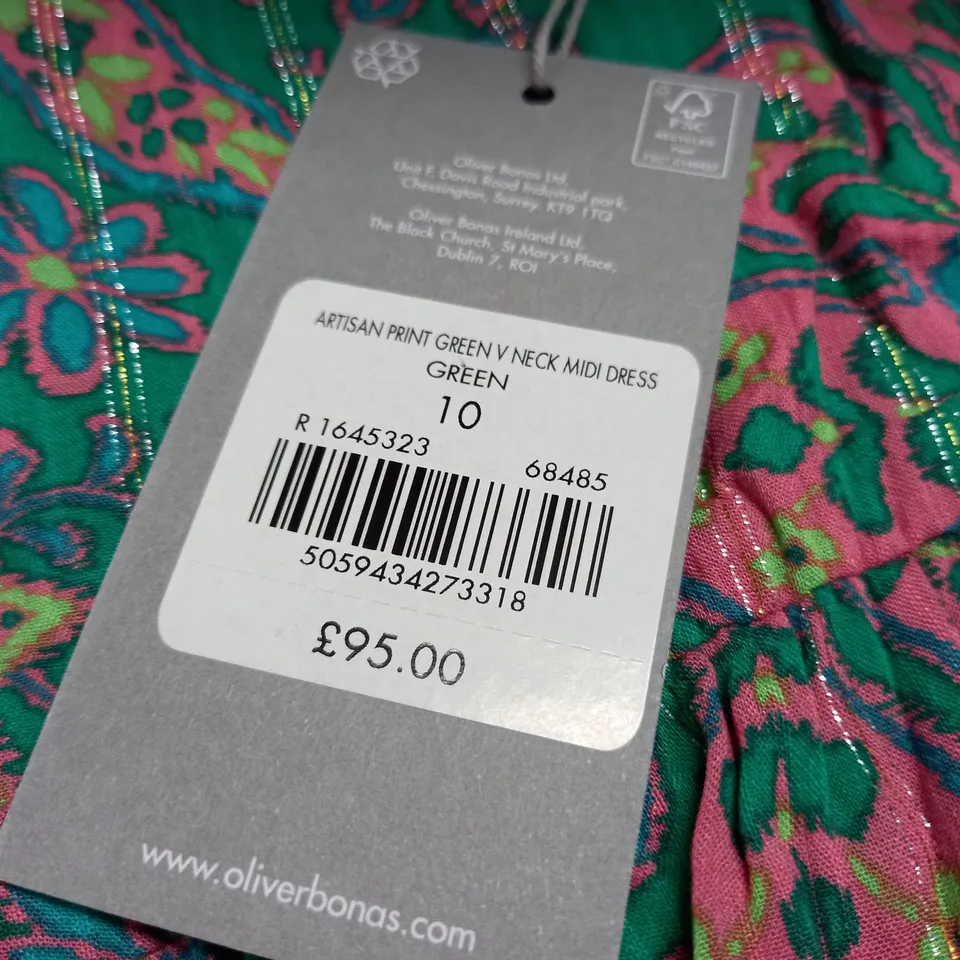 FSC
RECYCLED
Oliver Bonas Ltd,
Unit F, Davis Road Industrial park,
Chessington, Surrey. KT9 1TQ
Oliver Bonas Ireland Ltd,
The Black Church, St Mary's Place,
Dublin 7, ROI
ARTISAN PRINT GREEN V NECK MIDI DRESS
GREEN
10
R 1645323 68485
5059434273318
£95.00
www.oliverbonas.com